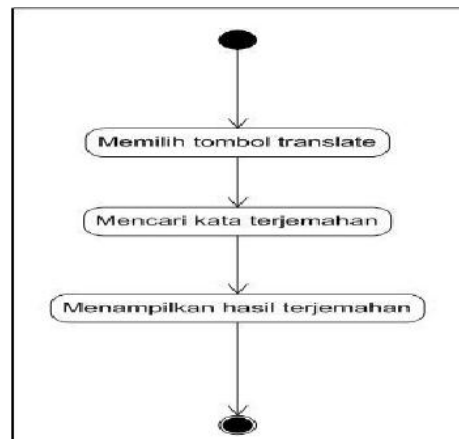 Memilih tombol translate
Mencari kata terjemahan
Menampilkan hasil terjemahan